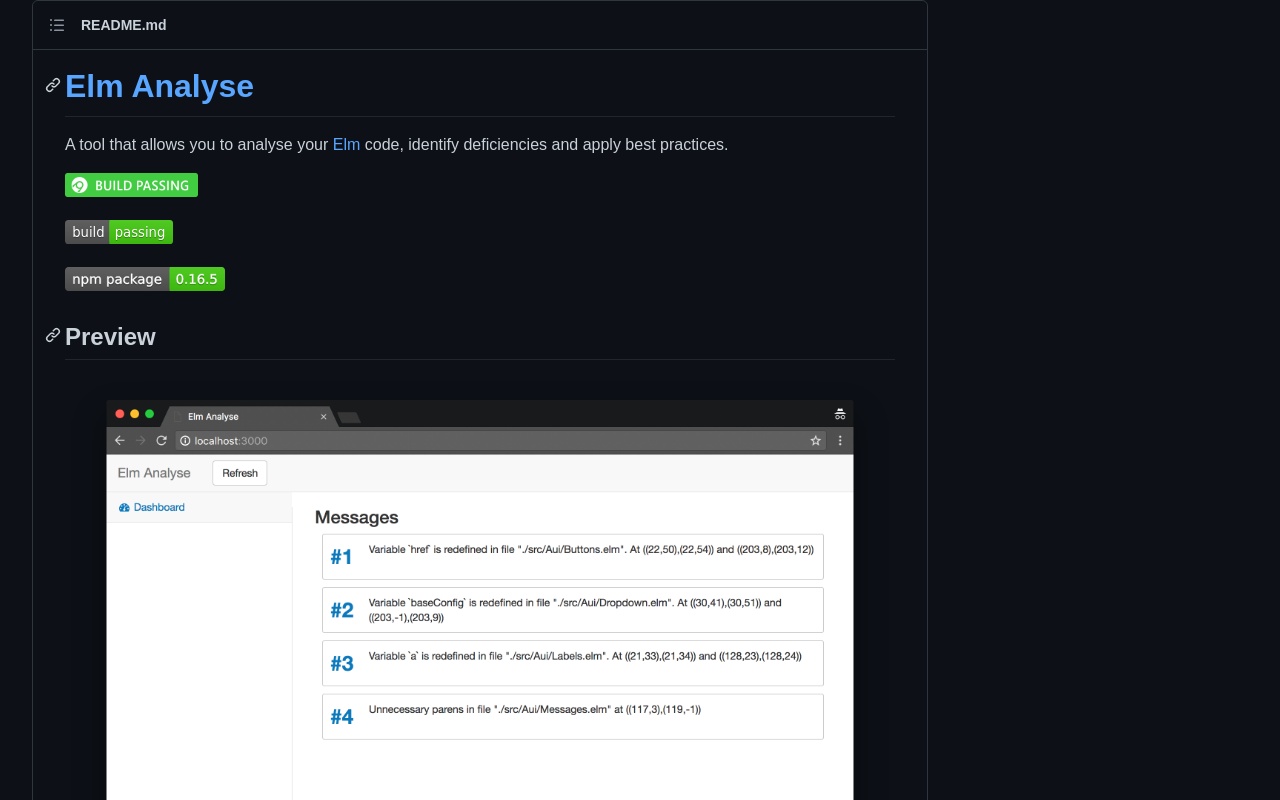 README.md
Elm Analyse
A tool that allows you to analyse your Elm code, identify deficiencies and apply best practices.
BUILD PASSING
build passing
npm package 0.16.5
Preview
Elm Analyse
localhost:3000
Elm Analyse Refresh
Dashboard
Messages
#1 Variable `href` is redefined in file "./src/Aui/Buttons.elm". At ((22,50),(22,54)) and ((203,8),(203,12))
#2 Variable `baseConfig` is redefined in file "./src/Aui/Dropdown.elm". At ((30,41),(30,51)) and
((203,-1),(203,9))
#3 Variable `a` is redefined in file "./src/Aui/Labels.elm". At ((21,33),(21,34)) and ((128,23),(128,24))
#4 Unnecessary parens in file "./src/Aui/Messages.elm" at ((117,3),(119,-1))